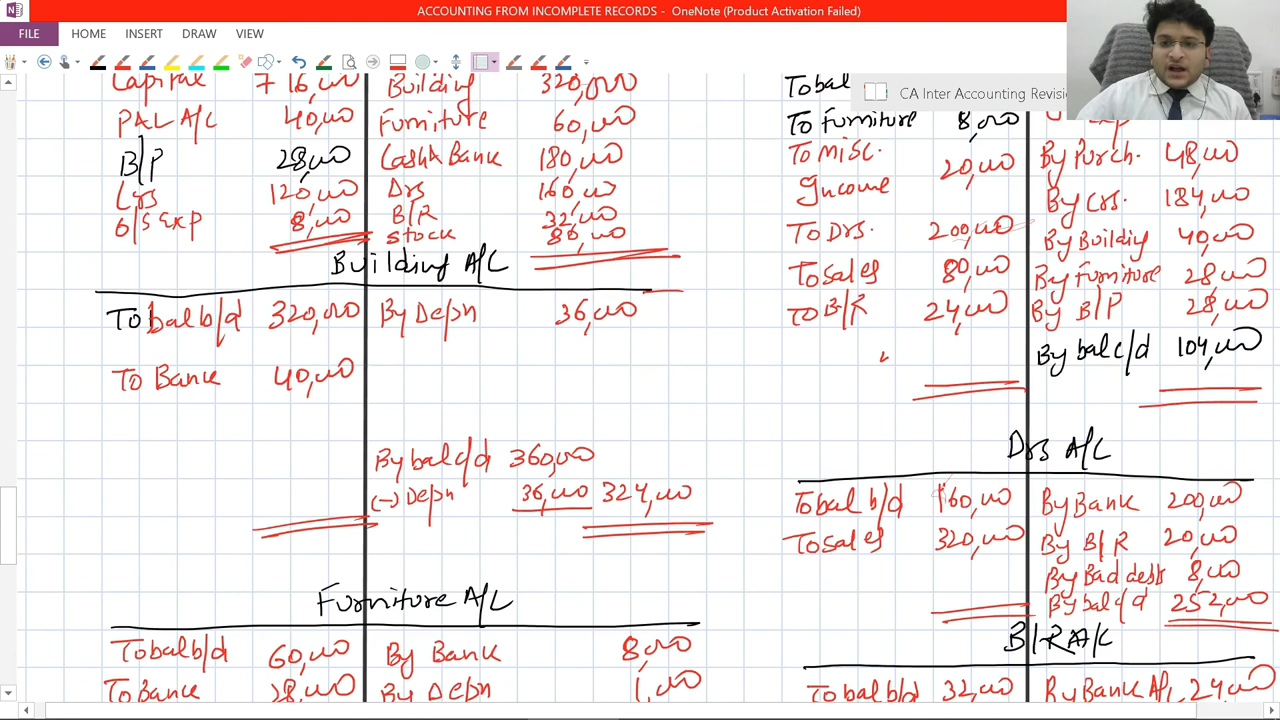 ACCOUNTING FROM INCOMPLETE RECORDS - OneNote (Product Activation Failed)
FILE HOME INSERT DRAW VIEW
CA Inter Accounting Revisio
Capital 716,000 Building 320,000
P&L A/C 40,000 Furniture 60,000
B/P 28,000 Cash & Bank 180,000
Crs 120,000 Drs 160,000
O/S Exp 8,000 B/R 32,000
Stock 80,000
Building A/C
To bal b/d 320,000 By Depn 36,000
To Bank 40,000
By bal c/d 360,000
(-) Depn 36,000 324,000
Furniture A/C
To bal b/d 60,000 By Bank 8,000
To Bank 28,000 By Depn 1,000
To bal
To Furniture 8,000
To Misc. Income 20,000 By Purch. 48,000
By Crs. 184,000
To Drs. 200,000 By Building 40,000
To Sales 80,000 By Furniture 28,000
To B/R 24,000 By B/P 28,000
By bal c/d 104,000
Drs A/C
To bal b/d 160,000 By Bank 200,000
To Sales 320,000 By B/R 20,000
By Bad debts 8,000
By bal c/d 252,000
B/R A/C
To bal b/d 32,000 By Bank A/C 24,000